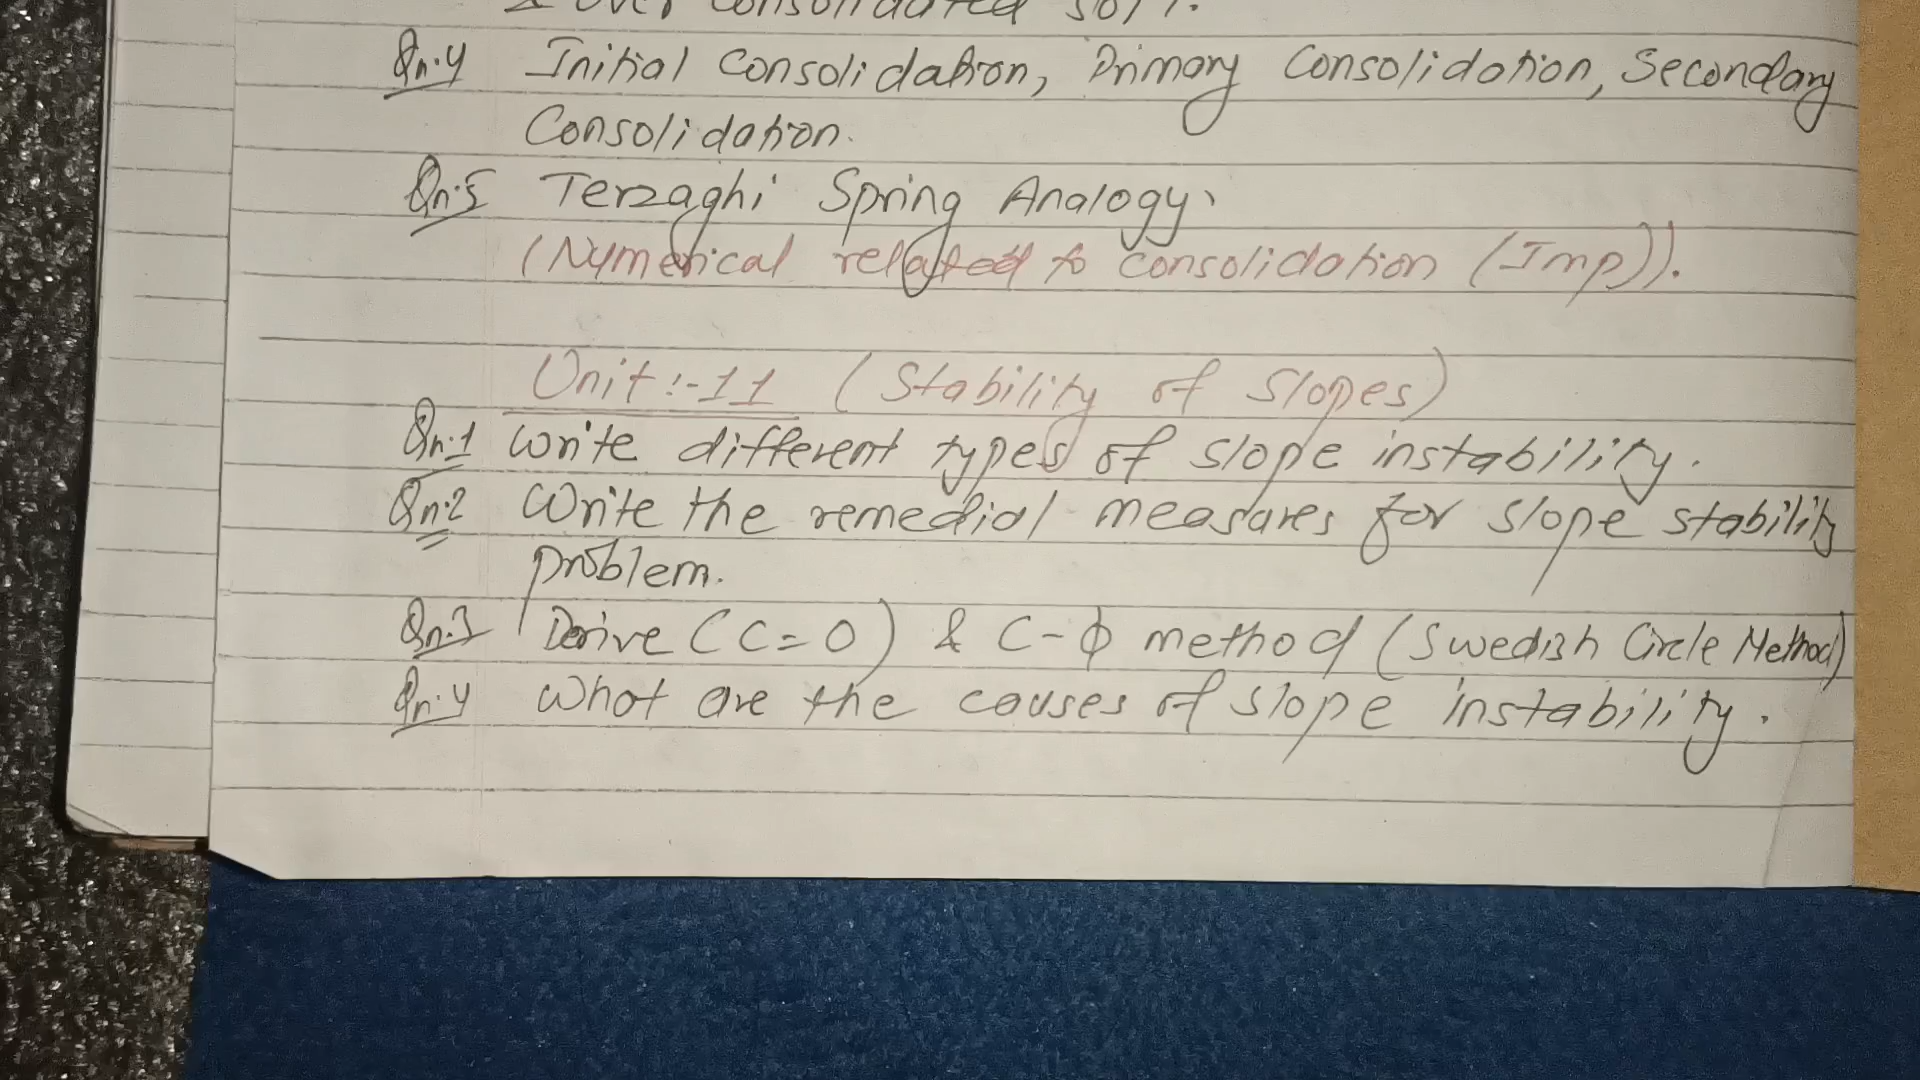 & over consolidated soil.
Qn.4 Initial Consolidation, Primary Consolidation, Secondary
Consolidation.
Qn.5 Terzaghi Spring Analogy.
(Numerical related to consolidation (Imp)).
Unit:-11 (Stability of Slopes)
Qn.1 Write different types of slope instability.
Qn.2 Write the remedial measures for slope stability
problem.
Qn.3 Derive (C=0) & C-φ method (Swedish Circle Method)
Qn.4 What are the causes of slope instability.